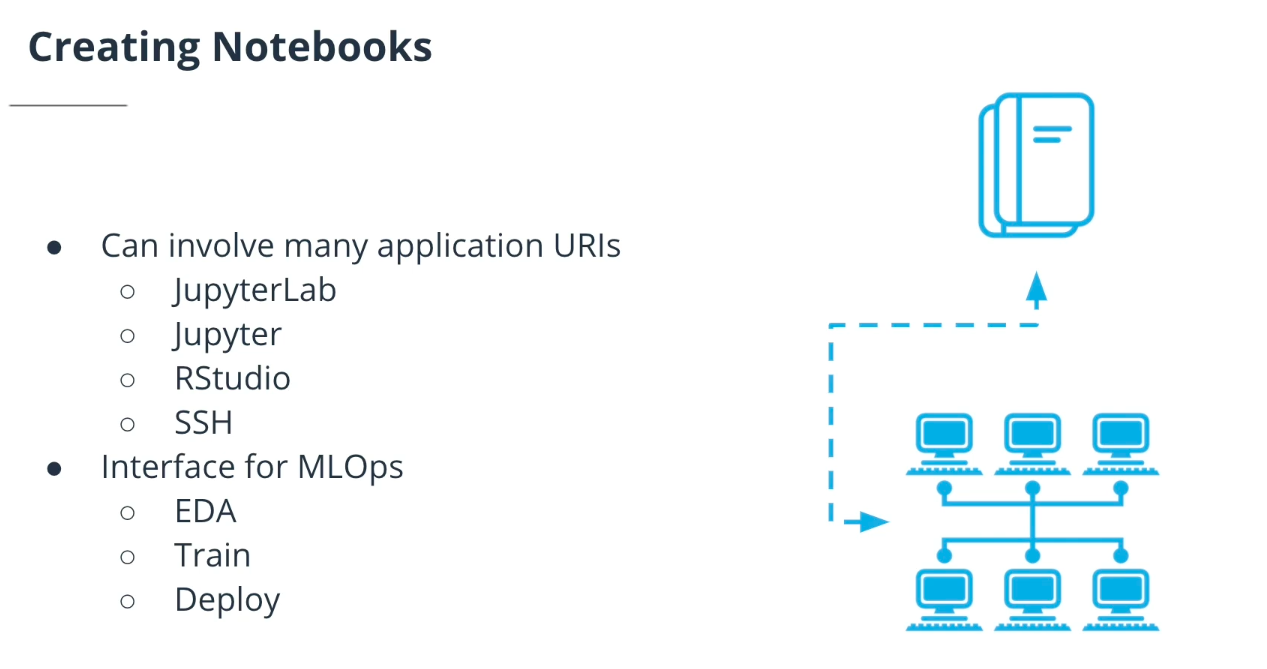 Creating Notebooks
● Can involve many application URIs
○ JupyterLab
○ Jupyter
○ RStudio
○ SSH
● Interface for MLOps
○ EDA
○ Train
○ Deploy